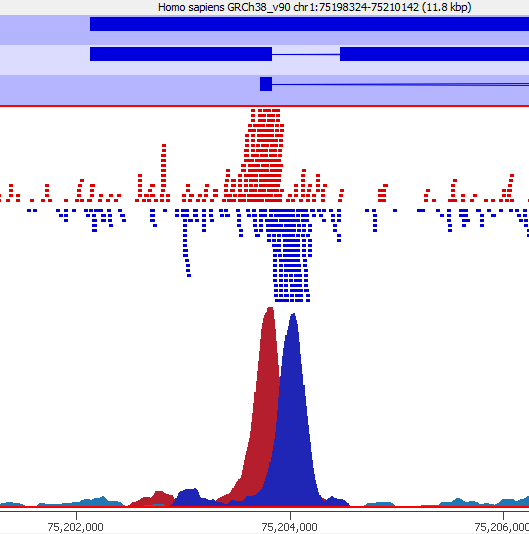 Homo sapiens GRCh38_v90 chr1:75198324-75210142 (11.8 kbp)
75,202,000 75,204,000 75,206,000